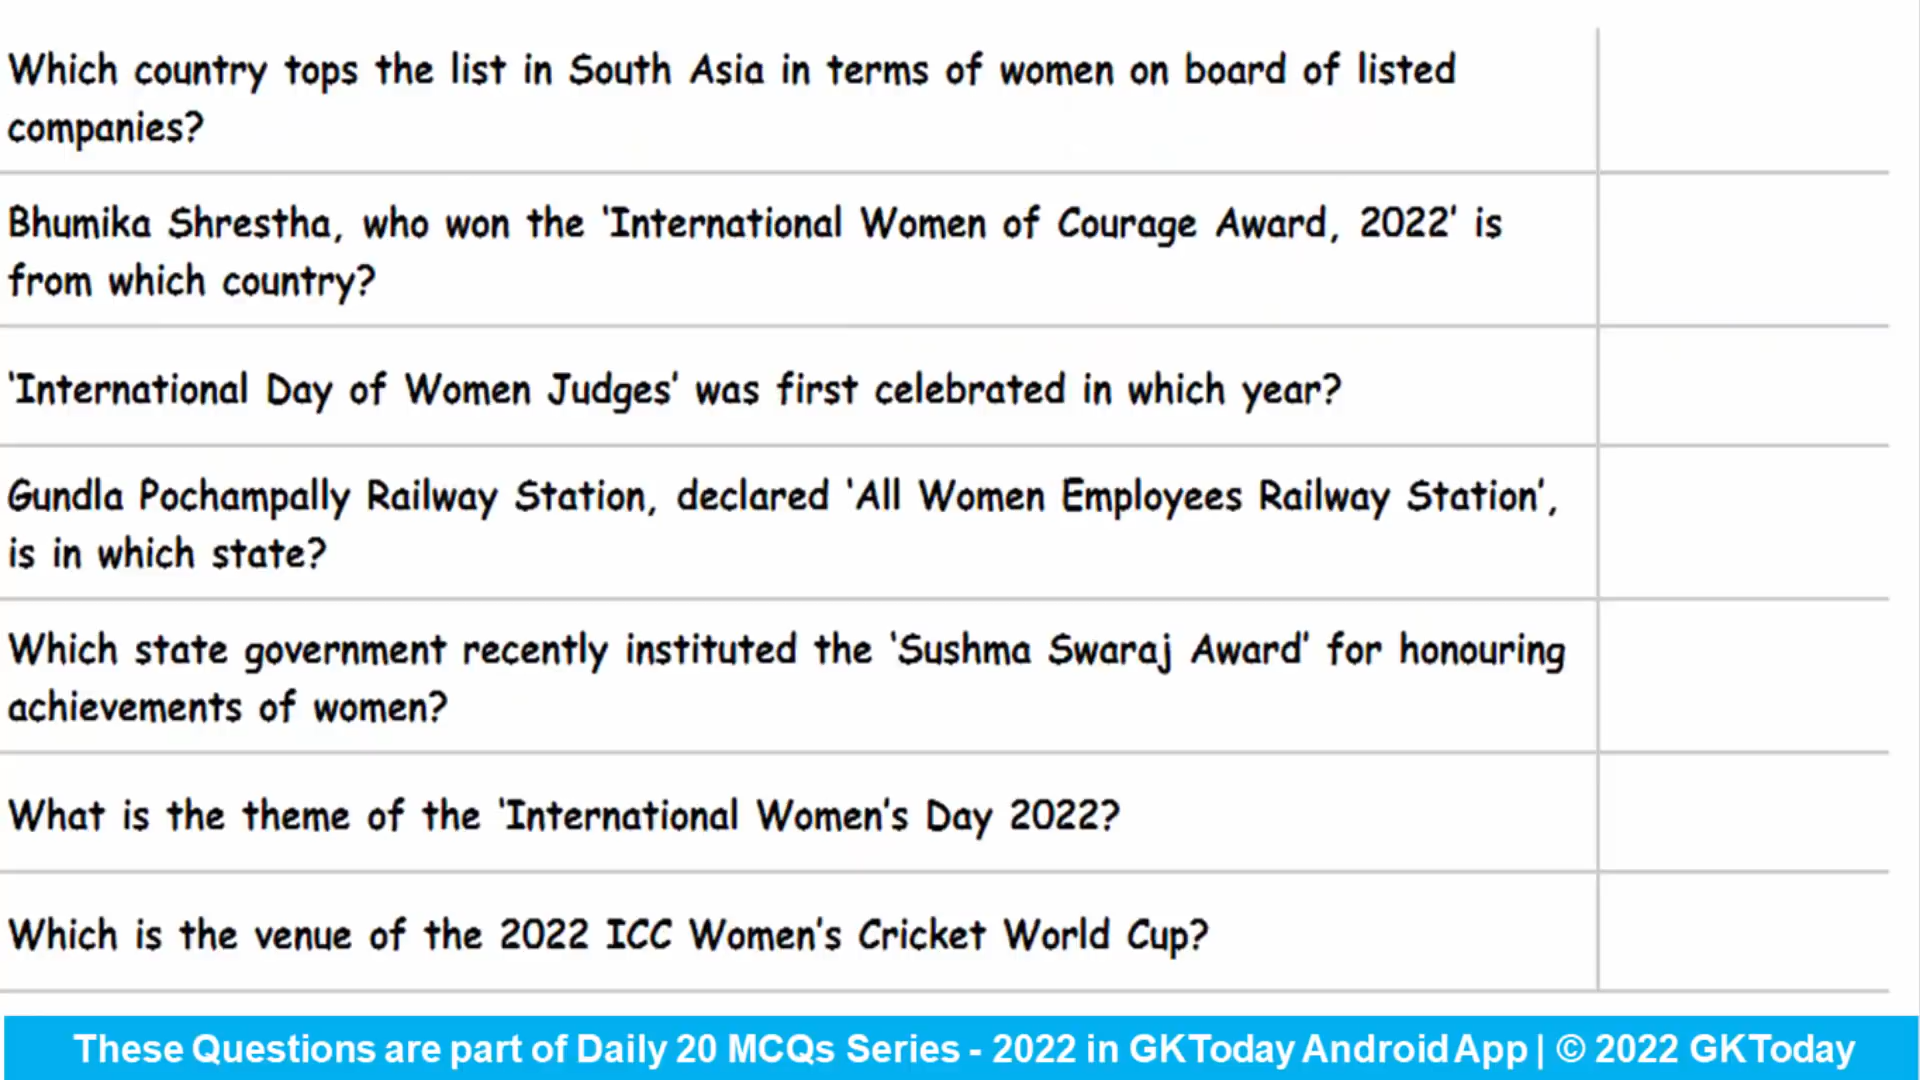 Which country tops the list in South Asia in terms of women on board of listed
companies?
Bhumika Shrestha, who won the ‘International Women of Courage Award, 2022’ is
from which country?
‘International Day of Women Judges’ was first celebrated in which year?
Gundla Pochampally Railway Station, declared ‘All Women Employees Railway Station’,
is in which state?
Which state government recently instituted the ‘Sushma Swaraj Award’ for honouring
achievements of women?
What is the theme of the ‘International Women’s Day 2022?
Which is the venue of the 2022 ICC Women’s Cricket World Cup?
These Questions are part of Daily 20 MCQs Series - 2022 in GKToday Android App | © 2022 GKToday